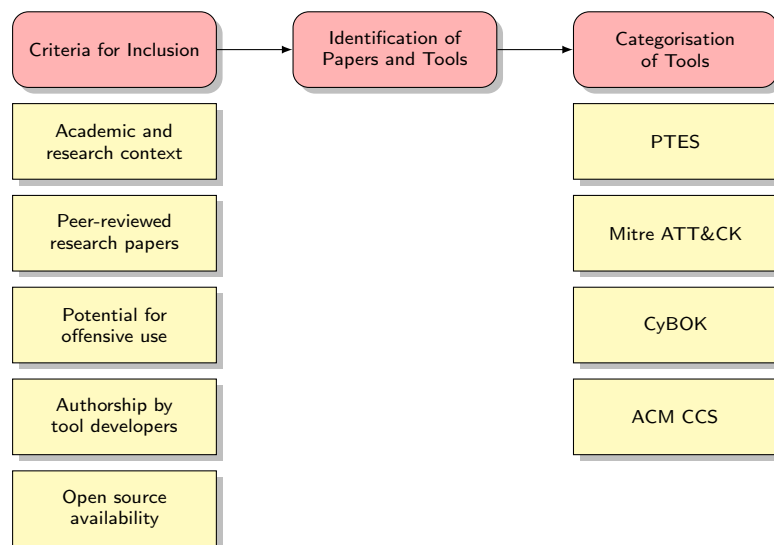 Criteria for Inclusion
Identification of
Papers and Tools
Categorisation
of Tools
Academic and
research context
Peer-reviewed
research papers
Potential for
offensive use
Authorship by
tool developers
Open source
availability
PTES
Mitre ATT&CK
CyBOK
ACM CCS